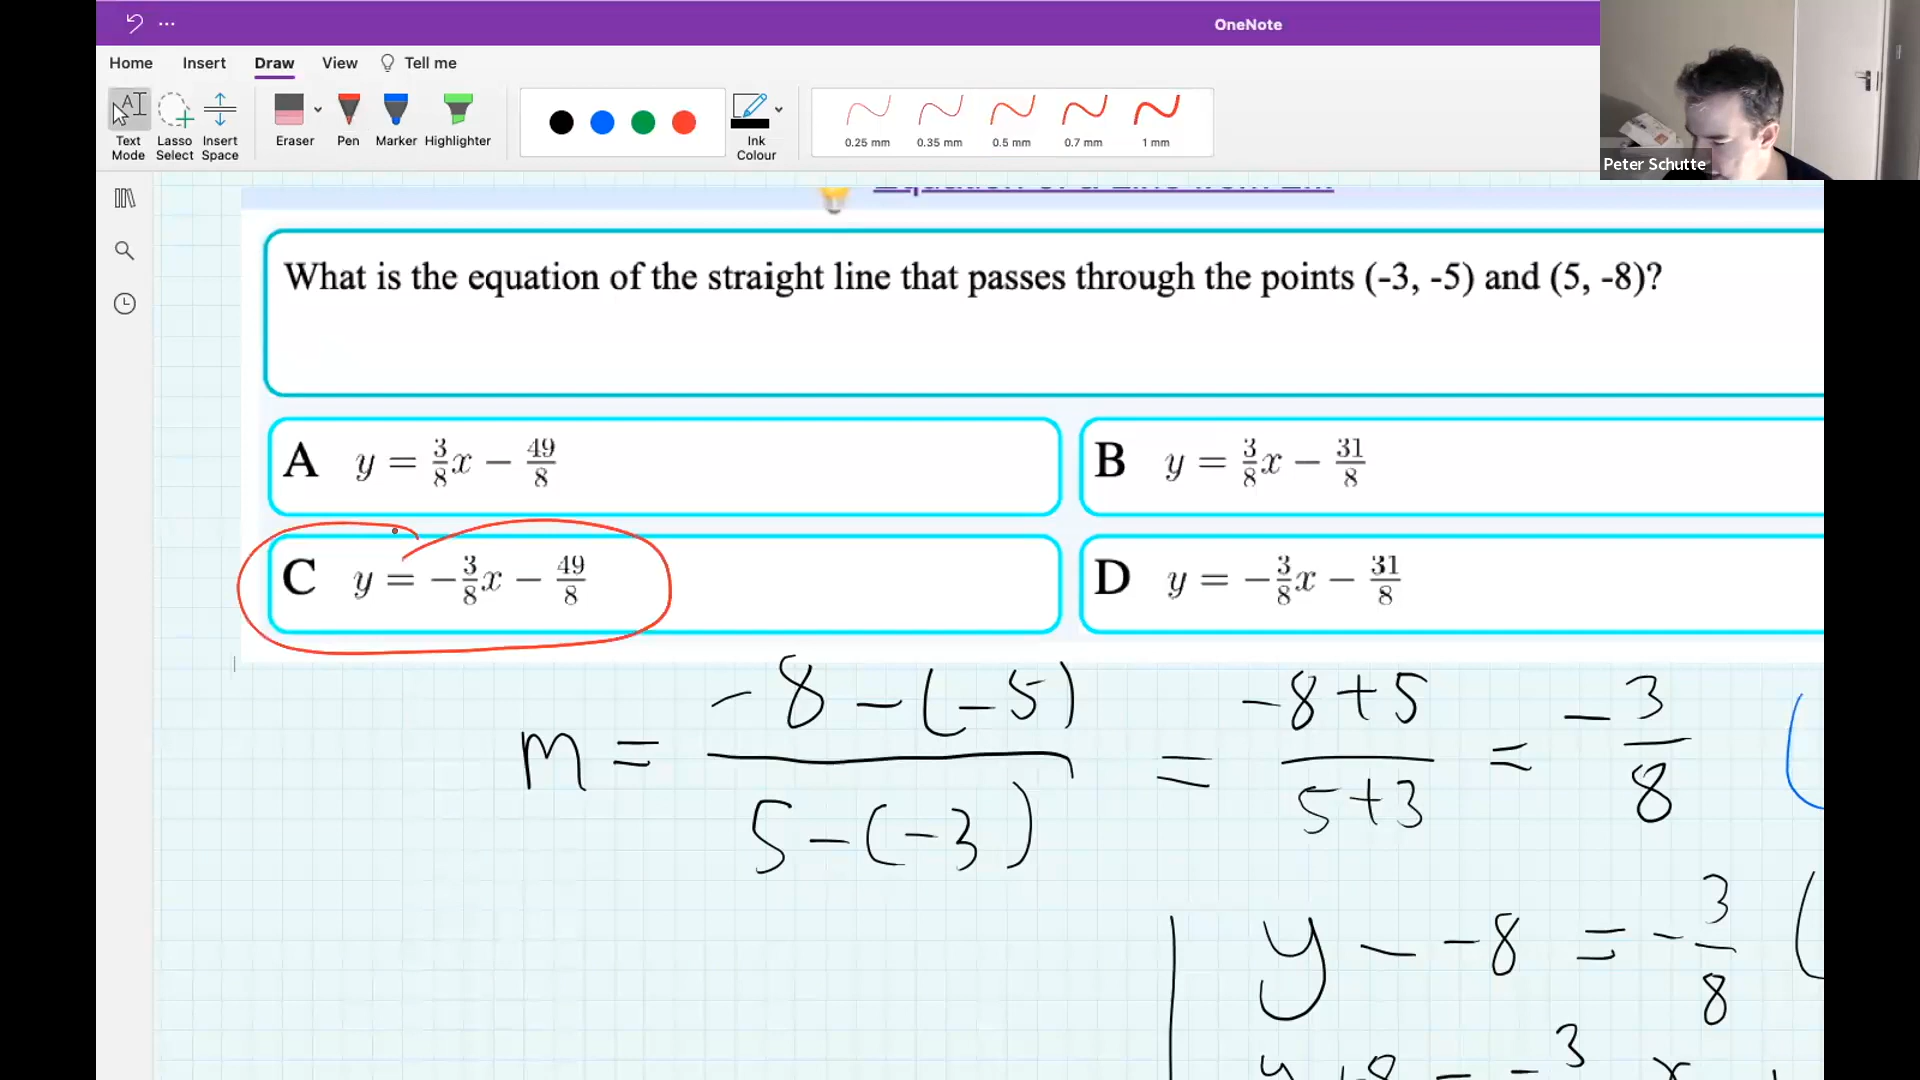 OneNote
Home Insert Draw View Tell me
Text Mode Lasso Select Insert Space Eraser Pen Marker Highlighter Ink Colour 0.25 mm 0.35 mm 0.5 mm 0.7 mm 1 mm
Peter Schutte
What is the equation of the straight line that passes through the points (-3, -5) and (5, -8)?
A y = 3/8 x − 49/8
B y = 3/8 x − 31/8
C y = −3/8 x − 49/8
D y = −3/8 x − 31/8
m = (-8-(-5))/(5-(-3)) = (-8+5)/(5+3) = -3/8
y - -8 = -3/8 (